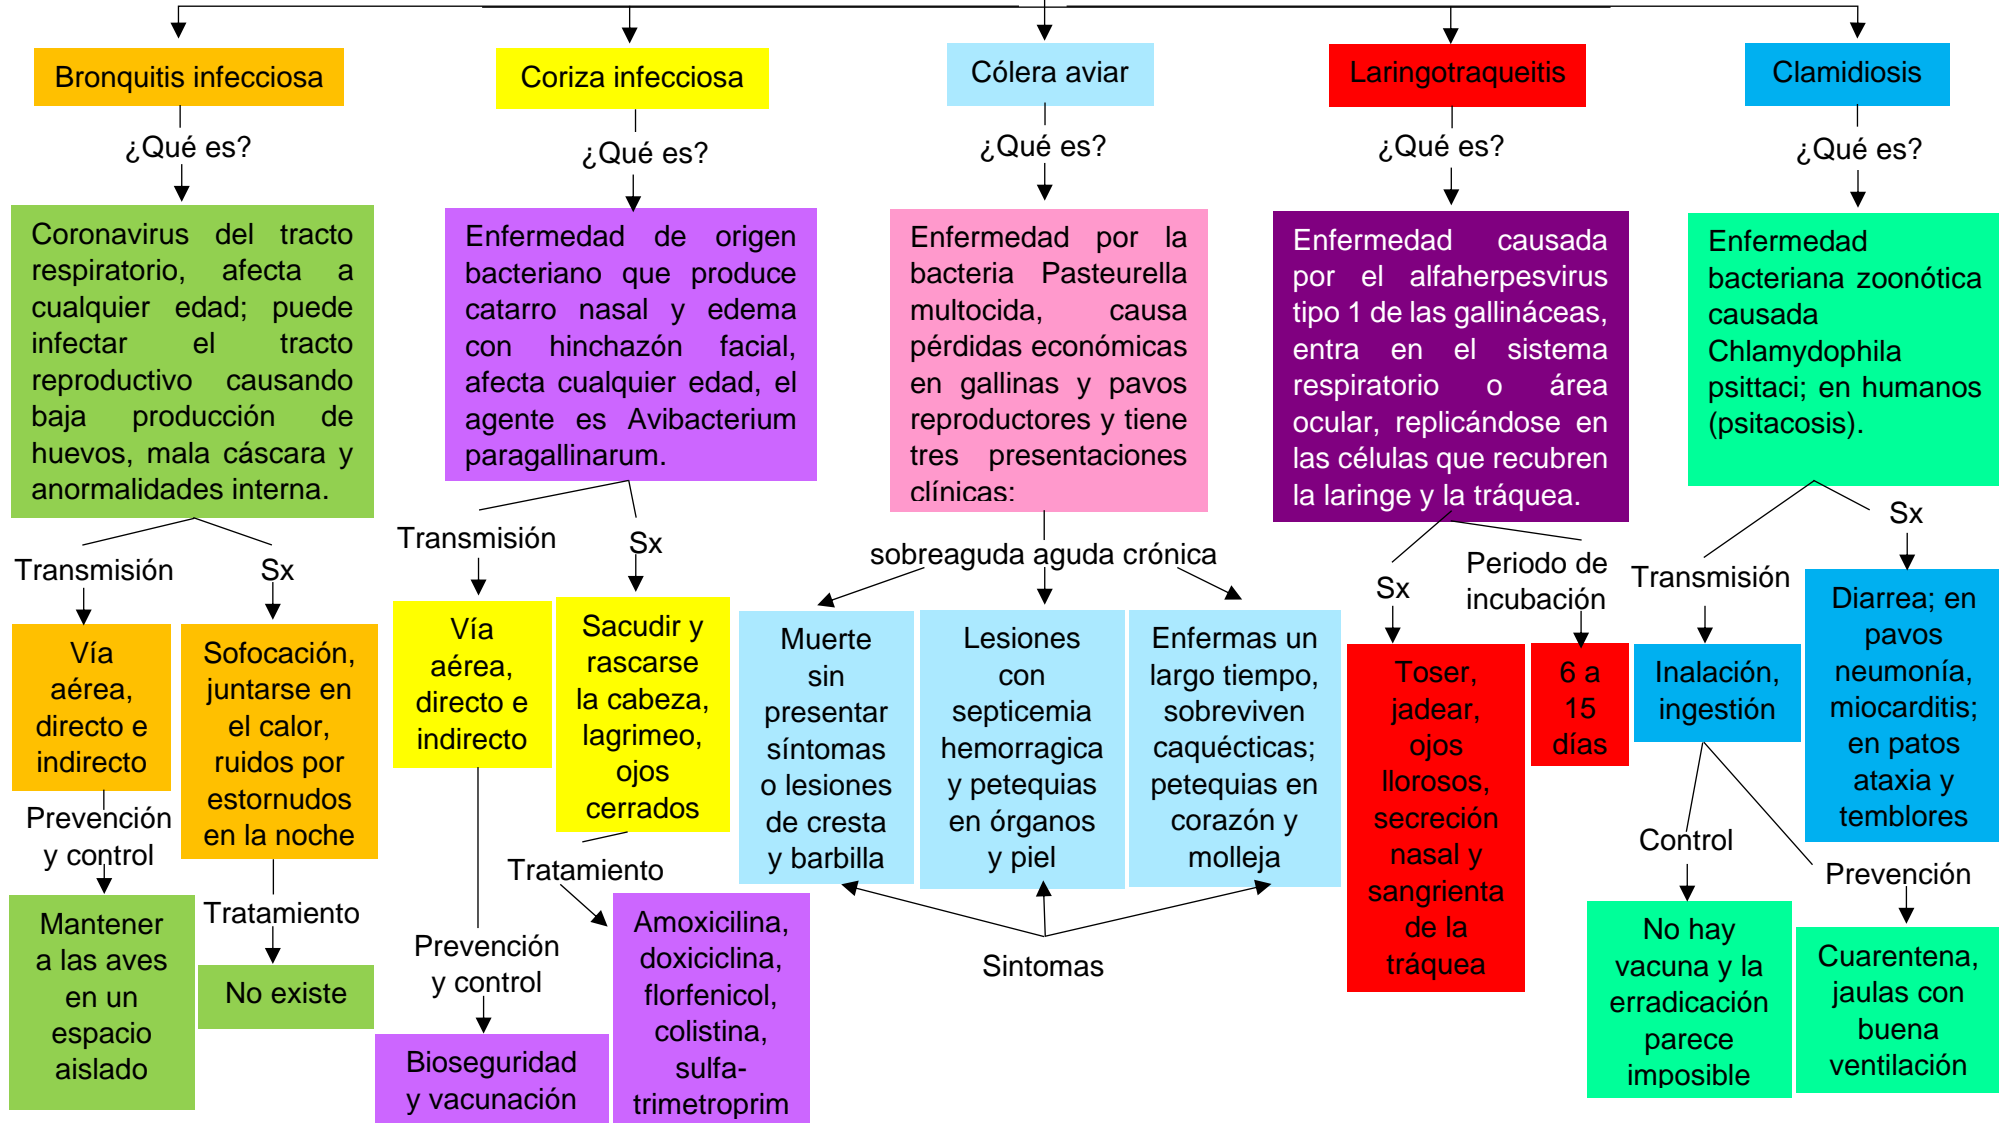 Bronquitis infecciosa
¿Qué es?
Coronavirus del tracto
respiratorio, afecta a
cualquier edad; puede
infectar el tracto
reproductivo causando
baja producción de
huevos, mala cáscara y
anormalidades interna.
Transmisión
Vía
aérea,
directo e
indirecto
Prevención
y control
Mantener
a las aves
en un
espacio
aislado
Sx
Sofocación,
juntarse en
el calor,
ruidos por
estornudos
en la noche
Tratamiento
No existe
Coriza infecciosa
¿Qué es?
Enfermedad de origen
bacteriano que produce
catarro nasal y edema
con hinchazón facial,
afecta cualquier edad, el
agente es Avibacterium
paragallinarum.
Transmisión
Vía
aérea,
directo e
indirecto
Prevención
y control
Bioseguridad
y vacunación
Sx
Sacudir y
rascarse
la cabeza,
lagrimeo,
ojos
cerrados
Tratamiento
Amoxicilina,
doxiciclina,
florfenicol,
colistina,
sulfa-
trimetroprim
Cólera aviar
¿Qué es?
Enfermedad por la
bacteria Pasteurella
multocida, causa
pérdidas económicas
en gallinas y pavos
reproductores y tiene
tres presentaciones
clínicas:
sobreaguda aguda crónica
Muerte
sin
presentar
síntomas
o lesiones
de cresta
y barbilla
Lesiones
con
septicemia
hemorragica
y petequias
en órganos
y piel
Enfermas un
largo tiempo,
sobreviven
caquécticas;
petequias en
corazón y
molleja
Sintomas
Laringotraqueitis
¿Qué es?
Enfermedad causada
por el alfaherpesvirus
tipo 1 de las gallináceas,
entra en el sistema
respiratorio o área
ocular, replicándose en
las células que recubren
la laringe y la tráquea.
Sx
Toser,
jadear,
ojos
llorosos,
secreción
nasal y
sangrienta
de la
tráquea
Periodo de
incubación
6 a
15
días
Clamidiosis
¿Qué es?
Enfermedad
bacteriana zoonótica
causada
Chlamydophila
psittaci; en humanos
(psitacosis).
Transmisión
Inalación,
ingestión
Control
No hay
vacuna y la
erradicación
parece
imposible
Prevención
Cuarentena,
jaulas con
buena
ventilación
Sx
Diarrea; en
pavos
neumonía,
miocarditis;
en patos
ataxia y
temblores